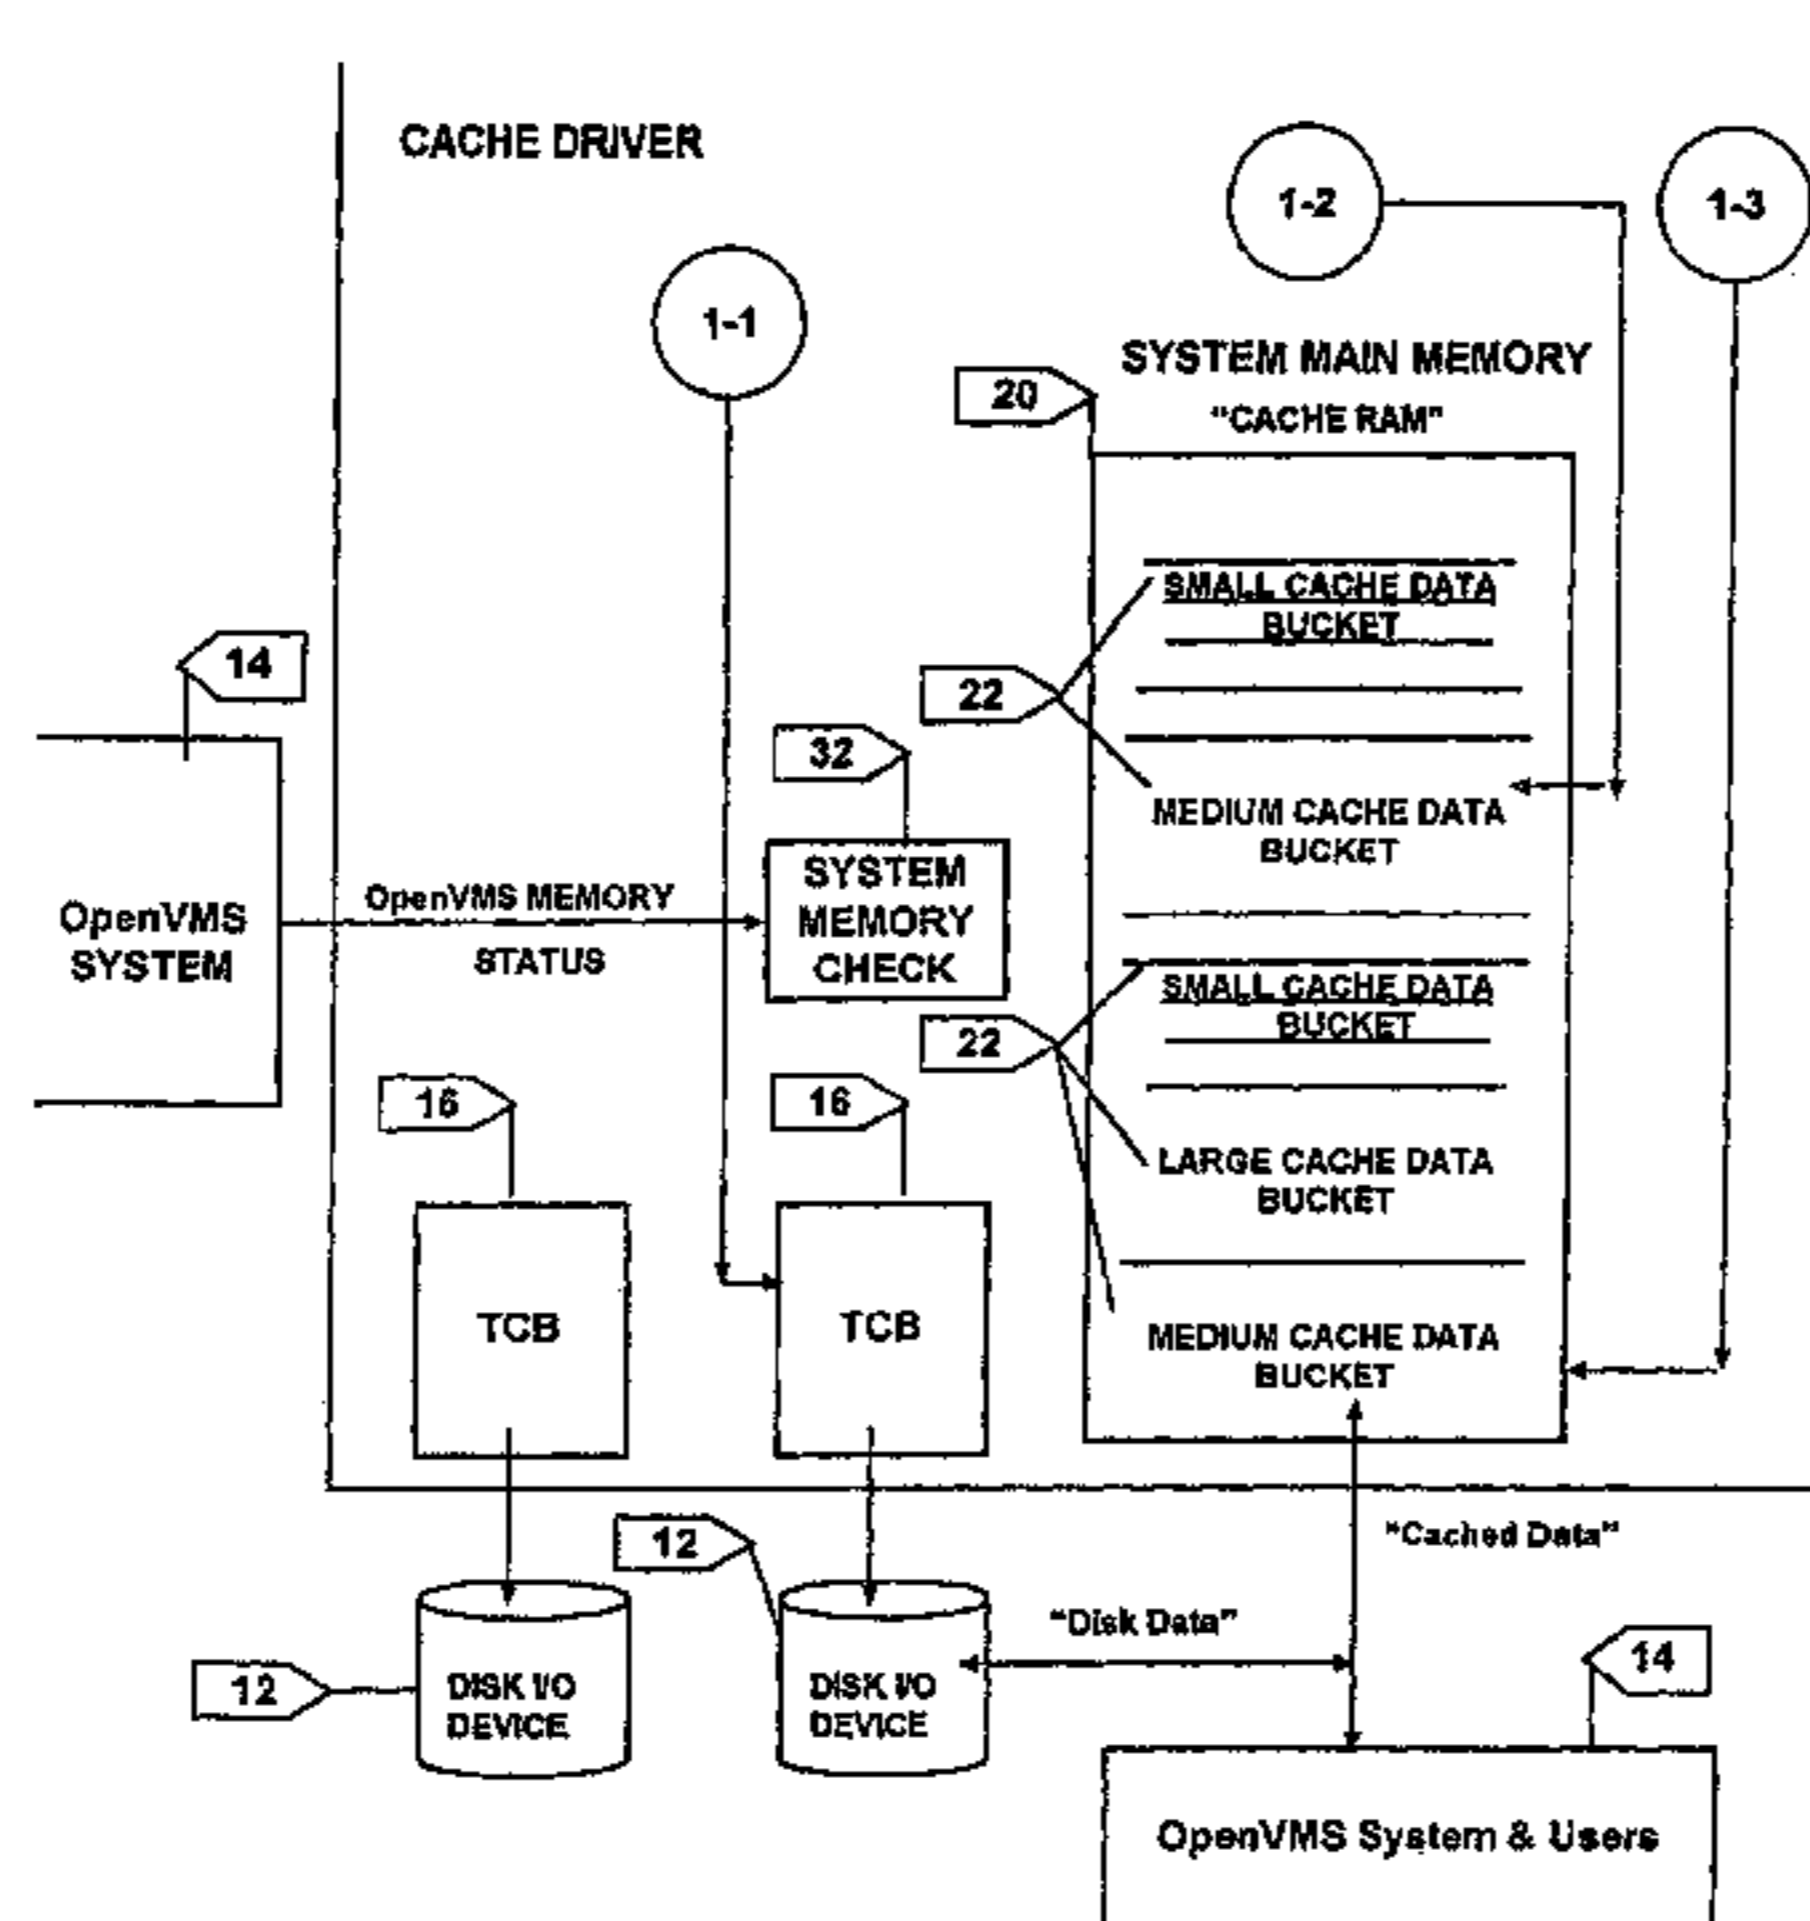 CACHE DRIVER
1-2
1-3
1-1
SYSTEM MAIN MEMORY
20
"CACHE RAM"
SMALL CACHE DATA
BUCKET
14
22
32
MEDIUM CACHE DATA
BUCKET
SYSTEM
MEMORY
CHECK
OpenVMS MEMORY
STATUS
OpenVMS
SYSTEM
SMALL CACHE DATA
BUCKET
22
16
16
LARGE CACHE DATA
BUCKET
TCB
TCB
MEDIUM CACHE DATA
BUCKET
12
"Cached Data"
"Disk Data"
14
12
DISK I/O
DEVICE
DISK I/O
DEVICE
OpenVMS System & Users